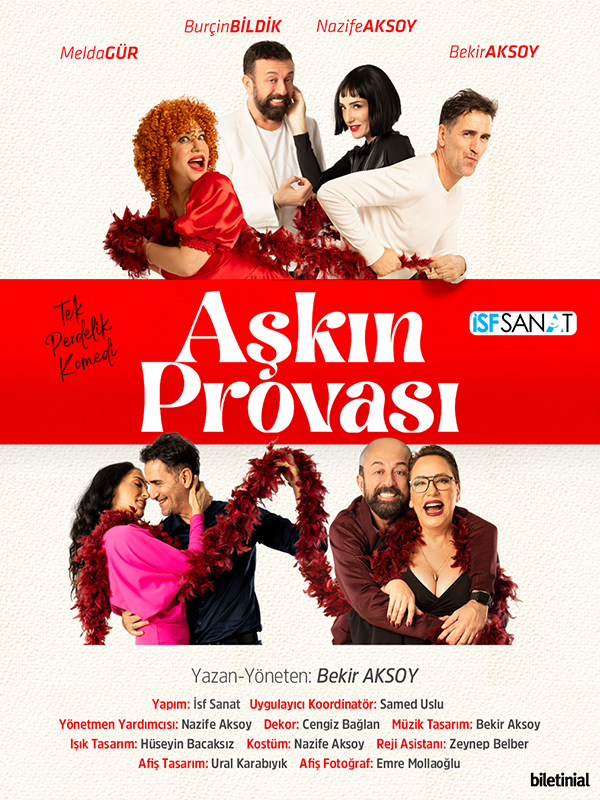 Burçin BİLDİK
Nazife AKSOY
Melda GÜR
Bekir AKSOY
Tek
Perdelik
Komedi
Aşkın
Provası
İSFSANAT
Yazan-Yöneten: Bekir AKSOY
Yapım: İsf Sanat Uygulayıcı Koordinatör: Samed Uslu
Yönetmen Yardımcısı: Nazife Aksoy Dekor: Cengiz Bağlan Müzik Tasarım: Bekir Aksoy
Işık Tasarım: Hüseyin Bacaksız Kostüm: Nazife Aksoy Reji Asistanı: Zeynep Belber
Afiş Tasarım: Ural Karabıyık Afiş Fotoğraf: Emre Mollaoğlu
biletinial